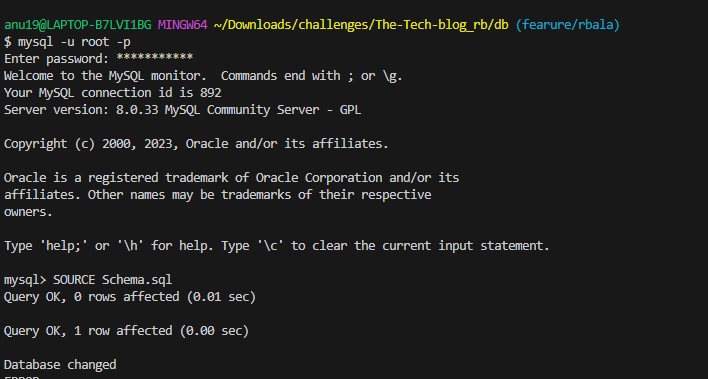 anu19@LAPTOP-B7LVI1BG MINGW64 ~/Downloads/challenges/The-Tech-blog_rb/db (fearure/rbala)
$ mysql -u root -p
Enter password: ***********
Welcome to the MySQL monitor.  Commands end with ; or \g.
Your MySQL connection id is 892
Server version: 8.0.33 MySQL Community Server - GPL
Copyright (c) 2000, 2023, Oracle and/or its affiliates.
Oracle is a registered trademark of Oracle Corporation and/or its
affiliates. Other names may be trademarks of their respective
owners.
Type 'help;' or '\h' for help. Type '\c' to clear the current input statement.
mysql> SOURCE Schema.sql
Query OK, 0 rows affected (0.01 sec)
Query OK, 1 row affected (0.00 sec)
Database changed